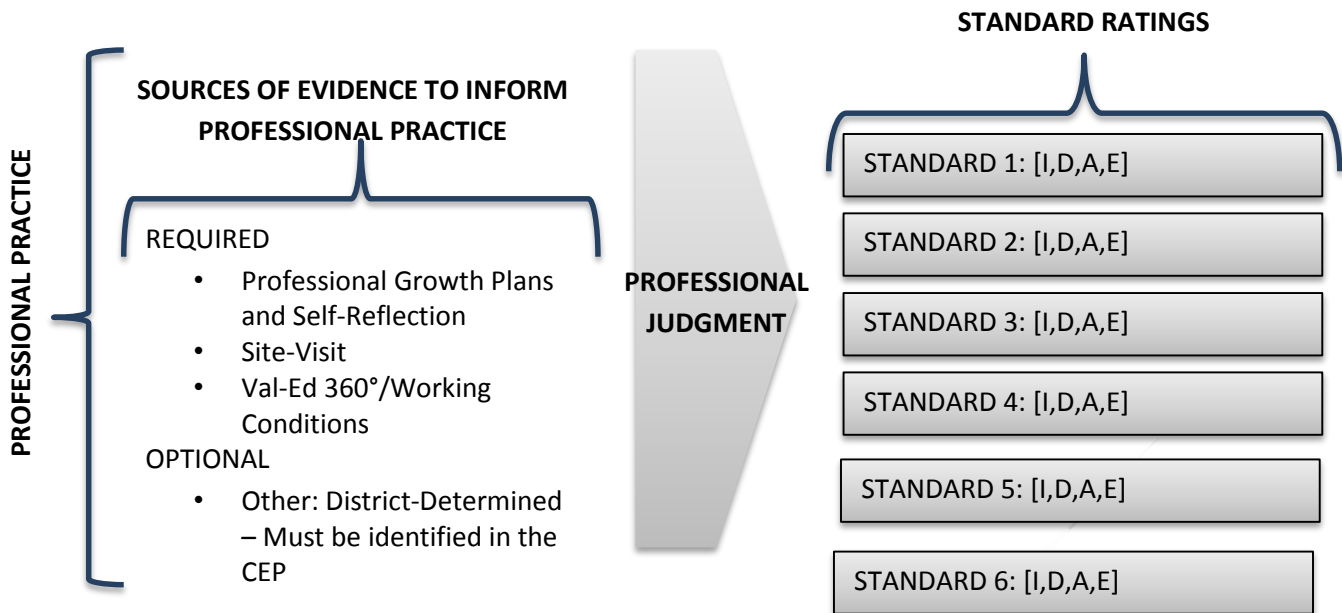 PROFESSIONAL PRACTICE
SOURCES OF EVIDENCE TO INFORM
PROFESSIONAL PRACTICE
REQUIRED
• Professional Growth Plans
and Self-Reflection
• Site-Visit
• Val-Ed 360°/Working
Conditions
OPTIONAL
• Other: District-Determined
– Must be identified in the
CEP
PROFESSIONAL
JUDGMENT
STANDARD RATINGS
STANDARD 1: [I,D,A,E]
STANDARD 2: [I,D,A,E]
STANDARD 3: [I,D,A,E]
STANDARD 4: [I,D,A,E]
STANDARD 5: [I,D,A,E]
STANDARD 6: [I,D,A,E]